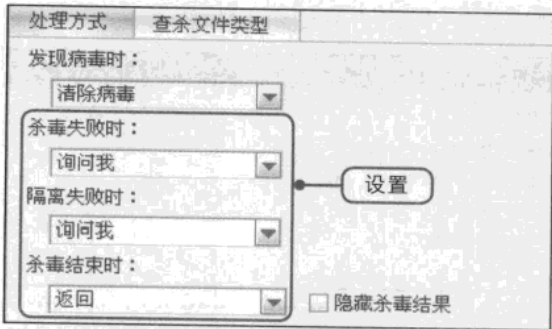 处理方式 查杀文件类型
发现病毒时：
清除病毒
杀毒失败时：
询问我
设置
隔离失败时：
询问我
杀毒结束时：
返回
隐藏杀毒结果